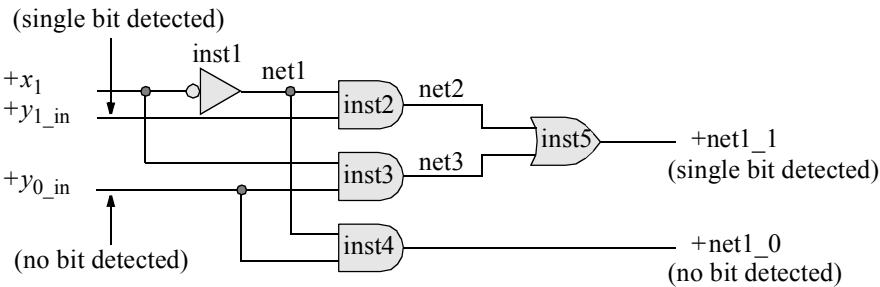 (single bit detected)
inst1
net1
+x1
+y1_in
inst2
net2
inst5
+net1_1
(single bit detected)
inst3
net3
+y0_in
inst4
+net1_0
(no bit detected)
(no bit detected)